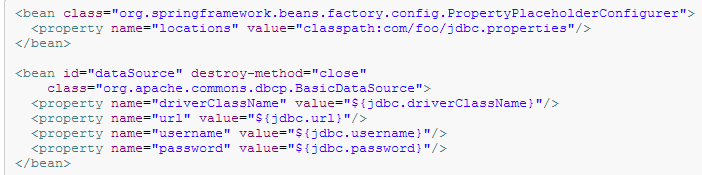 <bean class="org.springframework.beans.factory.config.PropertyPlaceholderConfigurer">
<property name="locations" value="classpath:com/foo/jdbc.properties"/>
</bean>
<bean id="dataSource" destroy-method="close"
class="org.apache.commons.dbcp.BasicDataSource">
<property name="driverClassName" value="${jdbc.driverClassName}"/>
<property name="url" value="${jdbc.url}"/>
<property name="username" value="${jdbc.username}"/>
<property name="password" value="${jdbc.password}"/>
</bean>